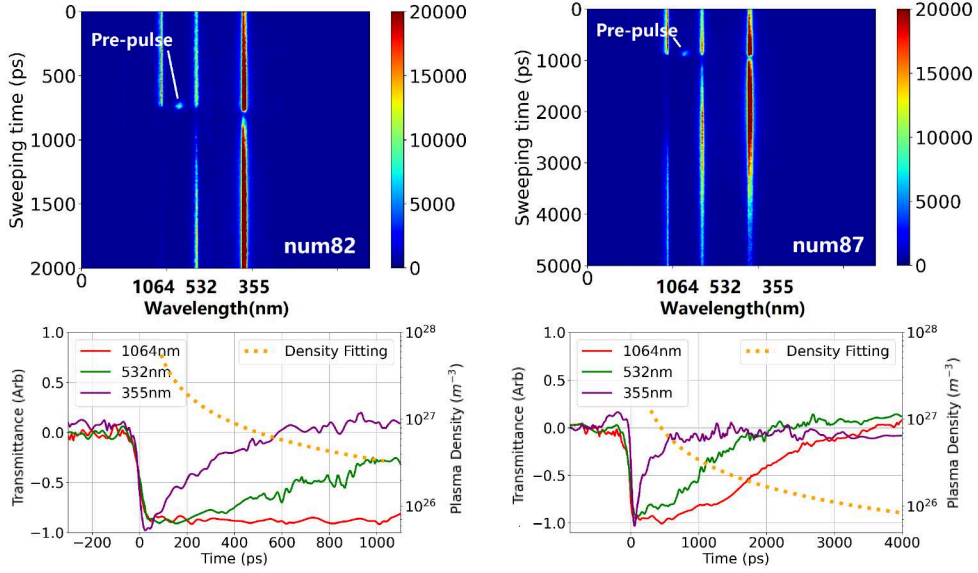 0
500
1000
1500
2000
Sweeping time (ps)
Pre-pulse
num82
0
1064 532 355
Wavelength(nm)
20000
15000
10000
5000
0
0
1000
2000
3000
4000
5000
Sweeping time (ps)
Pre-pulse
num87
0
1064 532 355
Wavelength(nm)
20000
15000
10000
5000
0
1.0
0.5
0.0
−0.5
−1.0
Transmittance (Arb)
1064nm
532nm
355nm
Density Fitting
10^28
10^27
10^26
Plasma Density (m^−3)
−200 0 200 400 600 800 1000
Time (ps)
1.0
0.5
0.0
−0.5
−1.0
Transmittance (Arb)
1064nm
532nm
355nm
Density Fitting
10^28
10^27
10^26
Plasma Density (m^−3)
0 1000 2000 3000 4000
Time (ps)